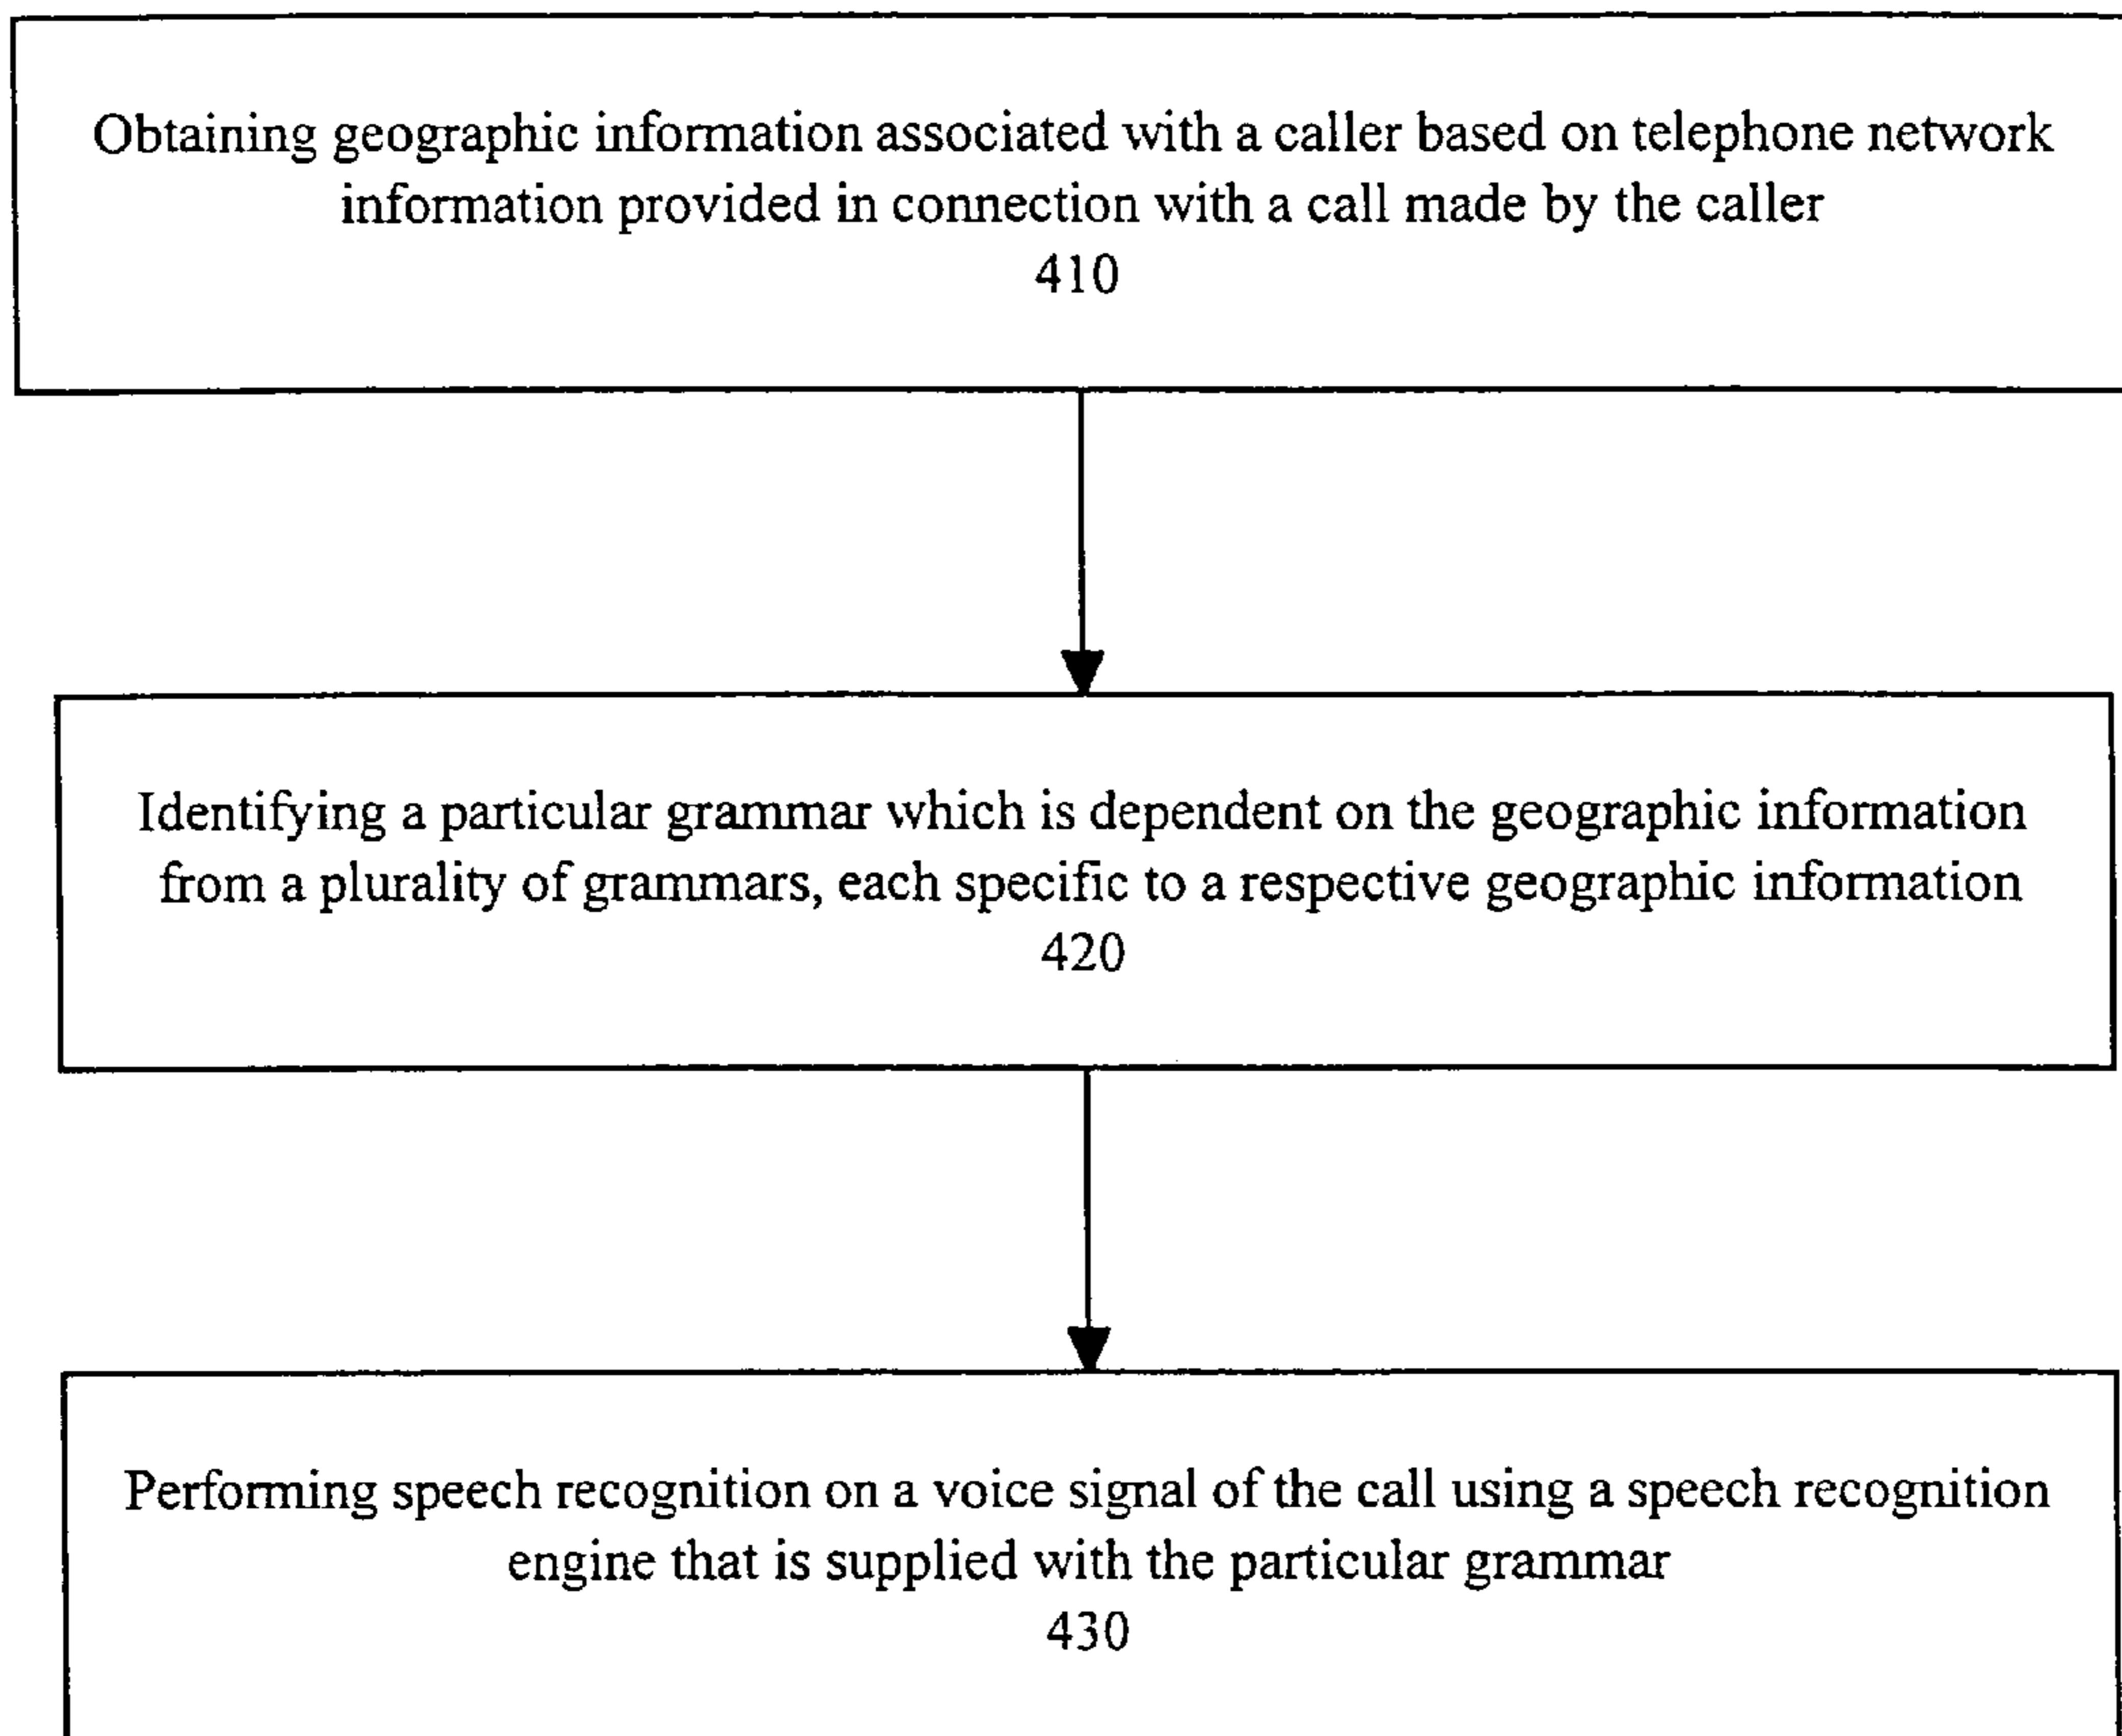 Obtaining geographic information associated with a caller based on telephone network
information provided in connection with a call made by the caller
410
Identifying a particular grammar which is dependent on the geographic information
from a plurality of grammars, each specific to a respective geographic information
420
Performing speech recognition on a voice signal of the call using a speech recognition
engine that is supplied with the particular grammar
430